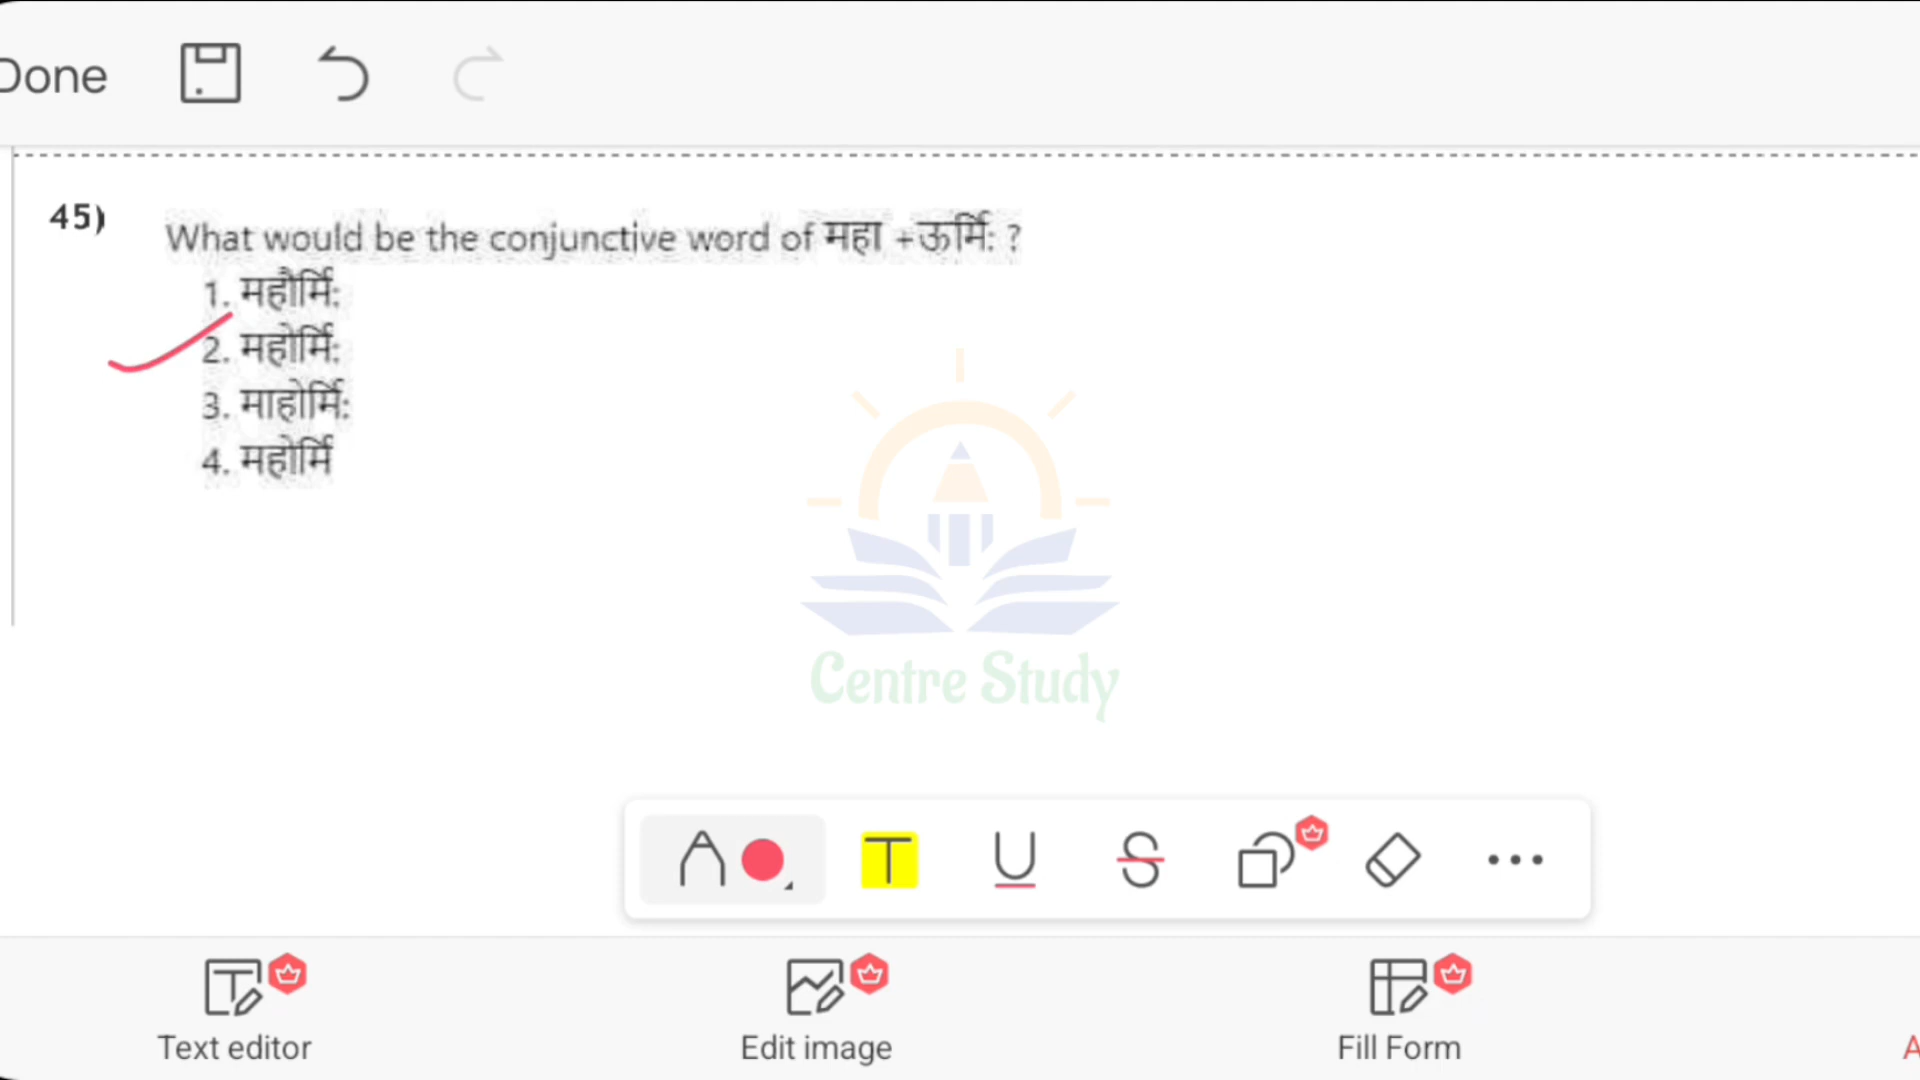 Done
45)
What would be the conjunctive word of महा +ऊर्मि: ?
1. महौर्मि:
2. महोर्मि:
3. माहोर्मि:
4. महोर्मि
Centre Study
Text editor
Edit image
Fill Form